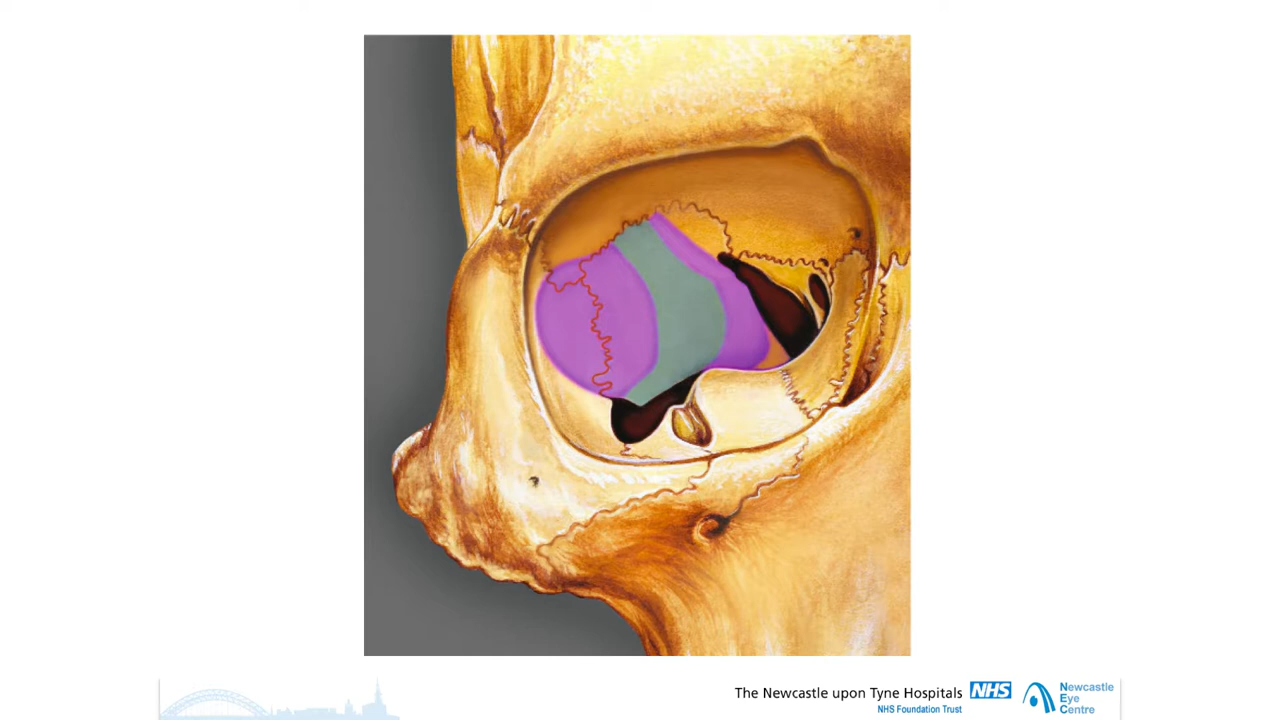 The Newcastle upon Tyne Hospitals NHS
NHS Foundation Trust
Newcastle
Eye
Centre